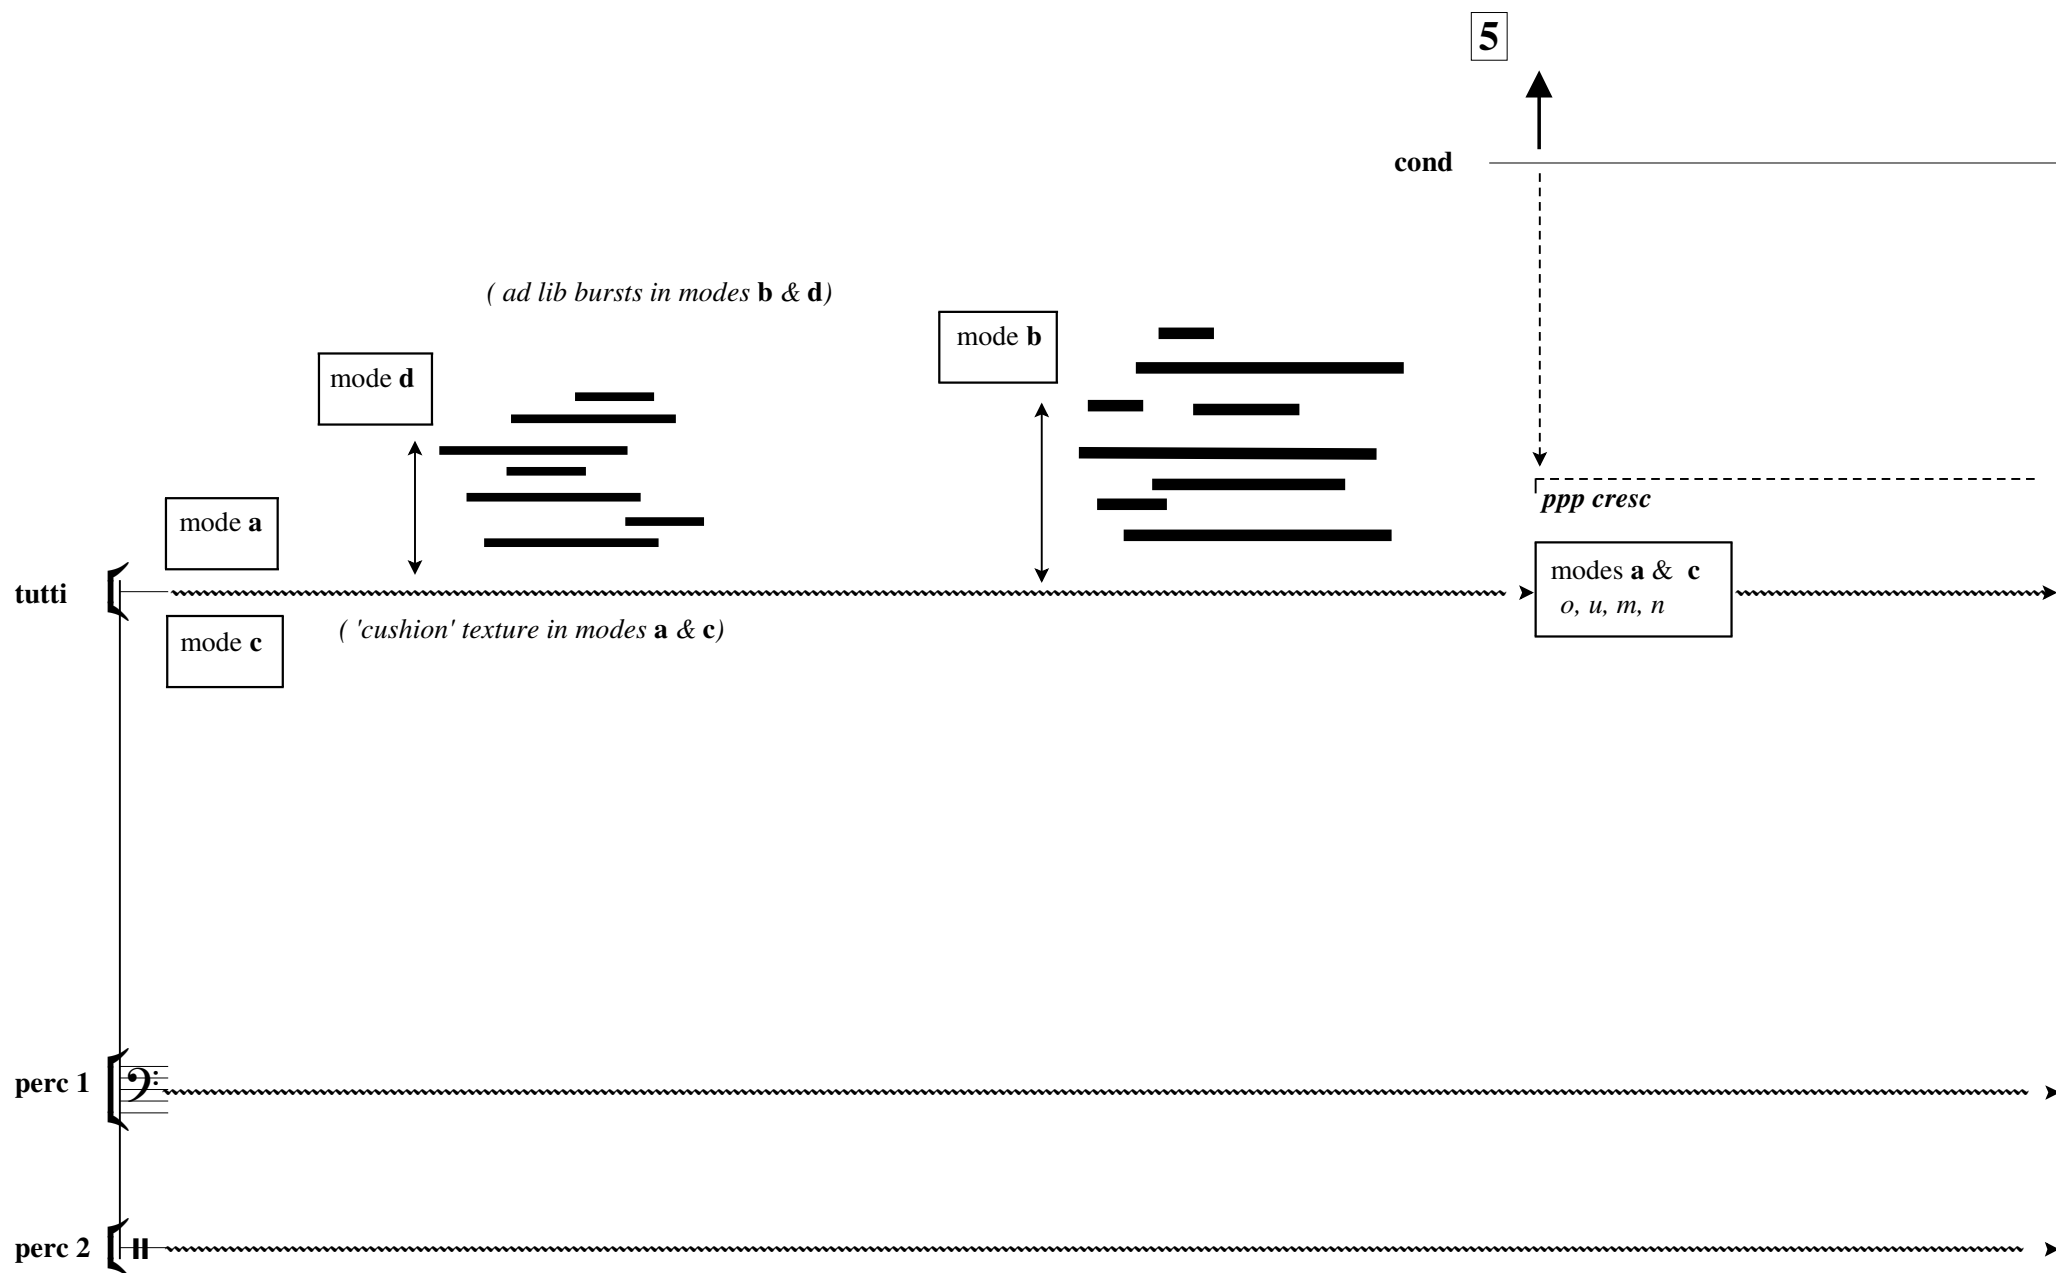 5
cond
( ad lib bursts in modes b & d)
mode b
mode d
ppp cresc
mode a
modes a & c
o, u, m, n
tutti
( 'cushion' texture in modes a & c)
mode c
perc 1
perc 2